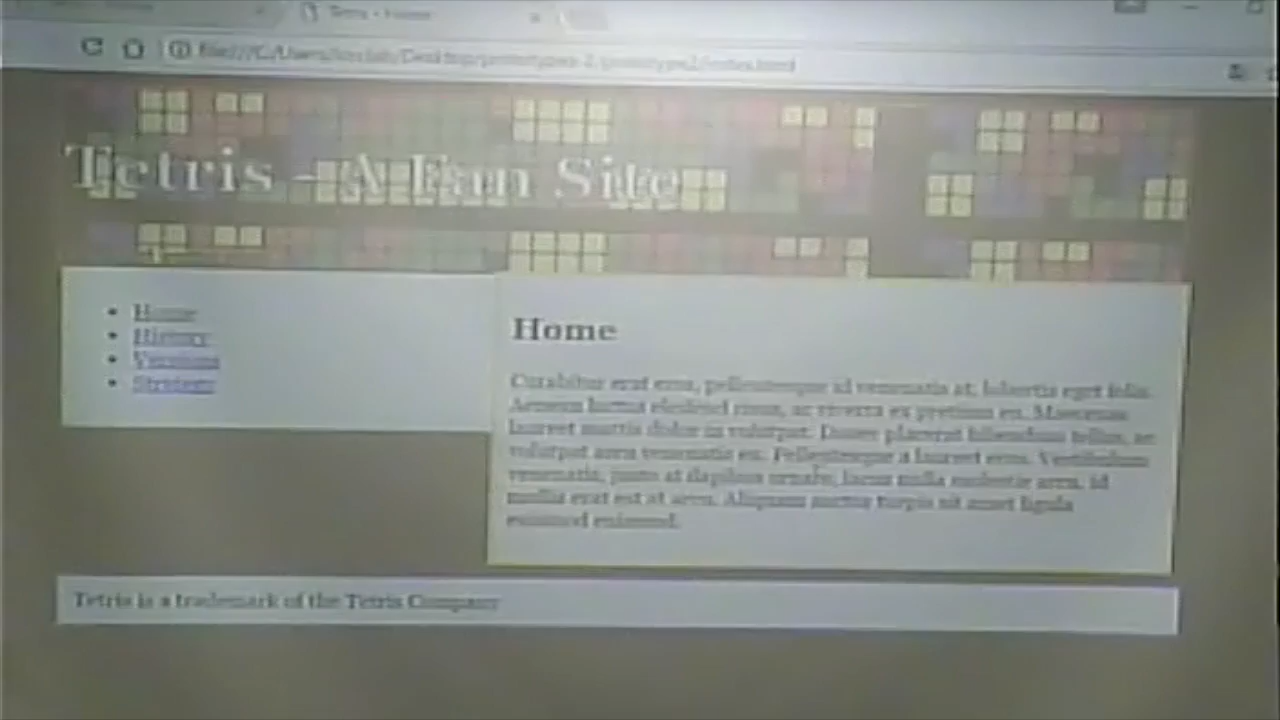 Tetris - Home
Tetris - A Fan Site
Home
History
Versions
Strategy
Home
Curabitur erat eros, pellentesque id venenatis at, lobortis eget felis.
Aenean luctus eleifend risus, ac viverra ex pretium eu. Maecenas
laoreet mattis dolor in volutpat. Donec placerat bibendum tellus, ac
volutpat arcu venenatis eu. Pellentesque a laoreet eros. Vestibulum
venenatis, justo at dapibus ornare, lacus nulla molestie arcu, id
mollis erat est at arcu. Aliquam auctor turpis sit amet ligula
euismod euismod.
Tetris is a trademark of the Tetris Company